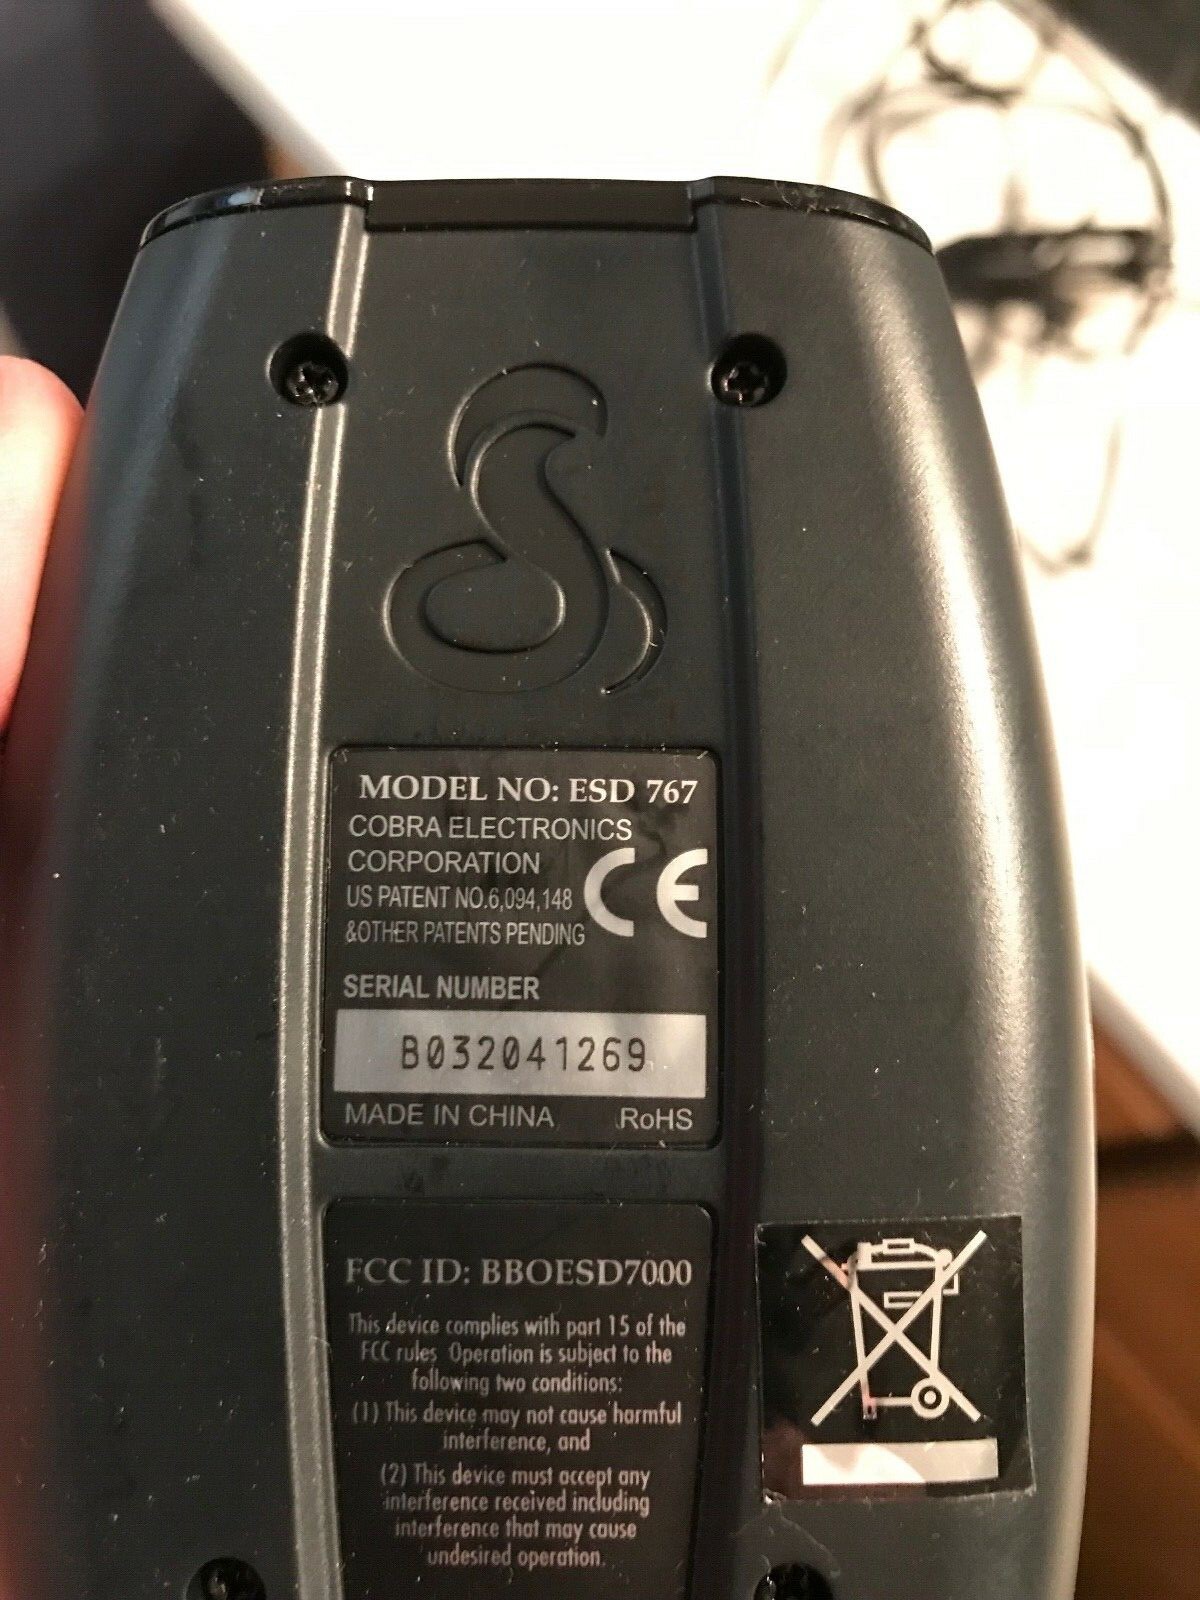 MODEL NO: ESD 767
COBRA ELECTRONICS
CORPORATION
US PATENT NO.6,094,148
&OTHER PATENTS PENDING
CE
SERIAL NUMBER
B032041269
MADE IN CHINA RoHS
FCC ID: BBOESD7000
This device complies with part 15 of the
FCC rules Operation is subject to the
following two conditions:
(1) This device may not cause harmful
interference, and
(2) This device must accept any
interference received including
interference that may cause
undesired operation.